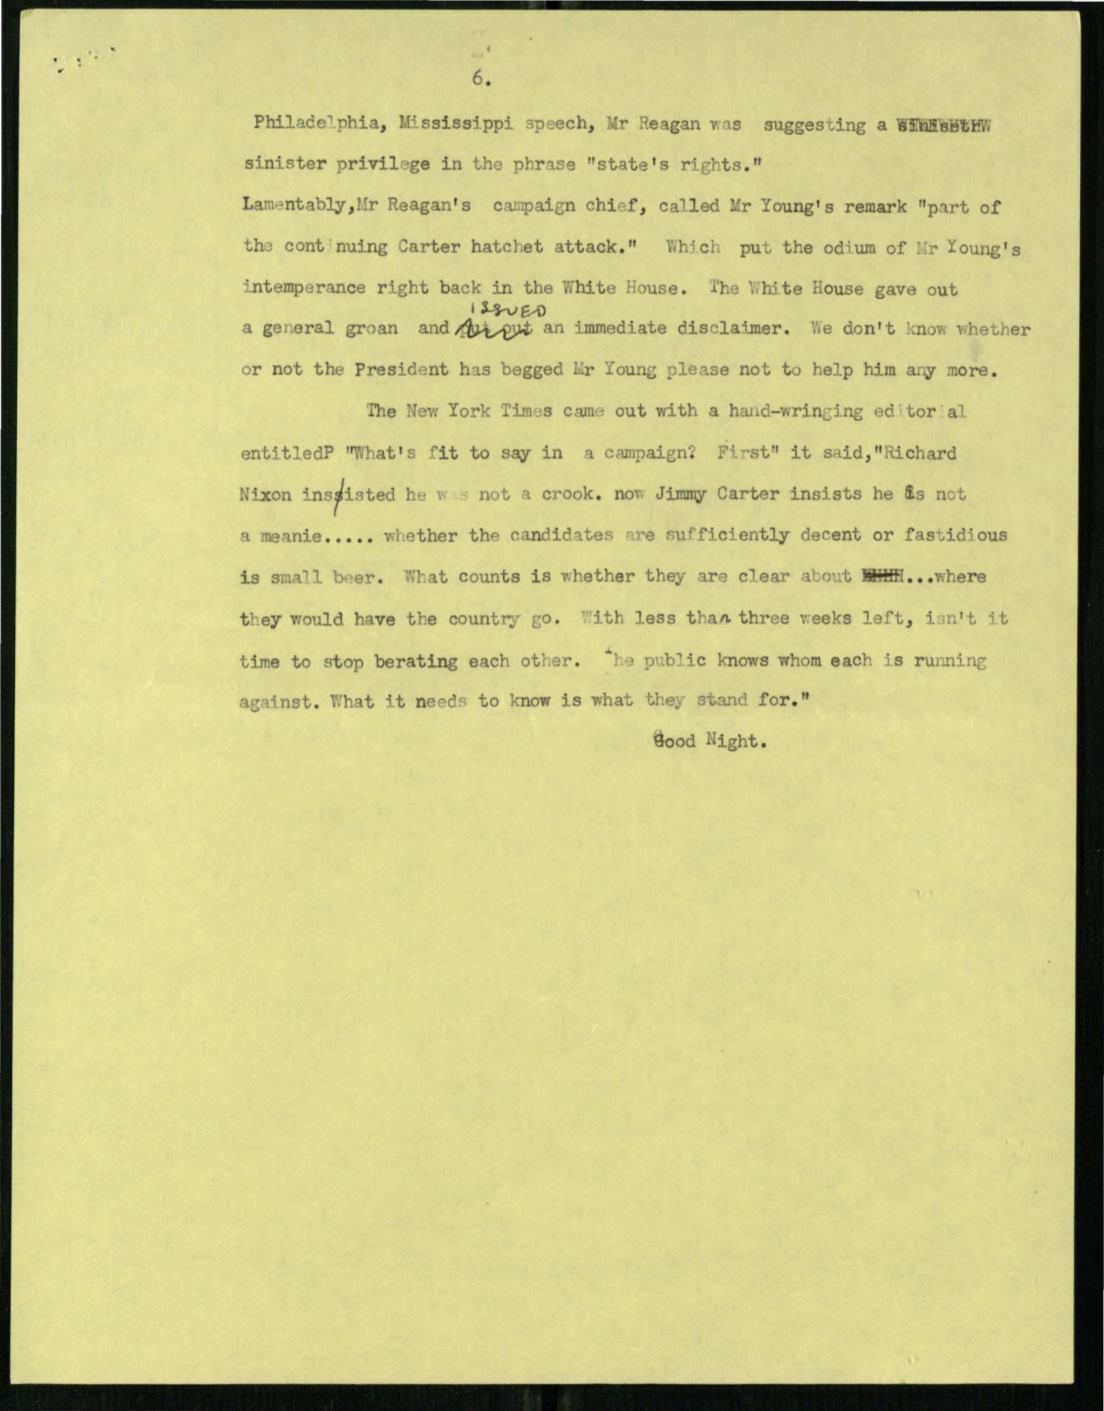 6.
Philadelphia, Mississippi speech, Mr Reagan was suggesting a
sinister privilege in the phrase "state's rights."
Lamentably,Mr Reagan's campaign chief, called Mr Young's remark "part of
the continuing Carter hatchet attack." Which put the odium of Mr Young's
intemperance right back in the White House. The White House gave out
ISSUED
a general groan and put out an immediate disclaimer. We don't know whether
or not the President has begged Mr Young please not to help him any more.
The New York Times came out with a hand-wringing editorial
entitledP "What's fit to say in a campaign? First" it said,"Richard
Nixon inssisted he was not a crook. now Jimmy Carter insists he is not
a meanie..... whether the candidates are sufficiently decent or fastidious
is small beer. What counts is whether they are clear about ...where
they would have the country go. With less than three weeks left, isn't it
time to stop berating each other. The public knows whom each is running
against. What it needs to know is what they stand for."
Good Night.